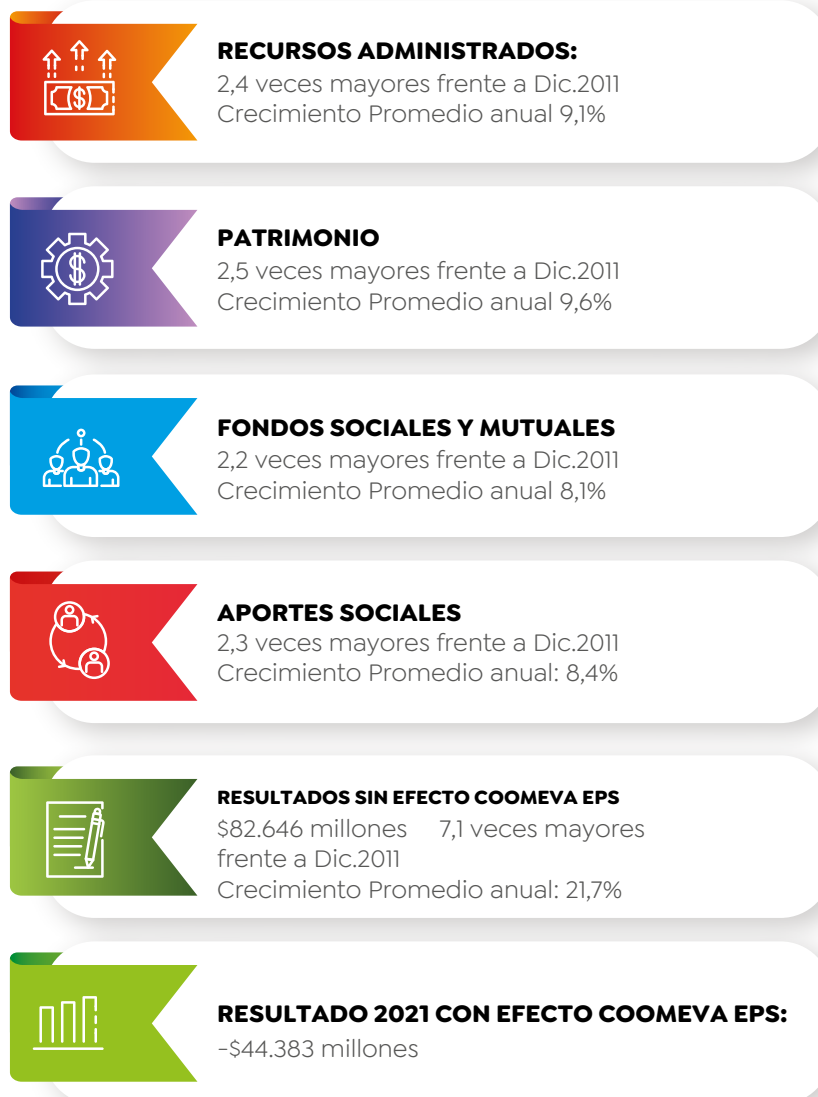 RECURSOS ADMINISTRADOS:
2,4 veces mayores frente a Dic.2011
Crecimiento Promedio anual 9,1%
PATRIMONIO
2,5 veces mayores frente a Dic.2011
Crecimiento Promedio anual 9,6%
FONDOS SOCIALES Y MUTUALES
2,2 veces mayores frente a Dic.2011
Crecimiento Promedio anual 8,1%
APORTES SOCIALES
2,3 veces mayores frente a Dic.2011
Crecimiento Promedio anual: 8,4%
RESULTADOS SIN EFECTO COOMEVA EPS
$82.646 millones 7,1 veces mayores
frente a Dic.2011
Crecimiento Promedio anual: 21,7%
RESULTADO 2021 CON EFECTO COOMEVA EPS:
-$44.383 millones